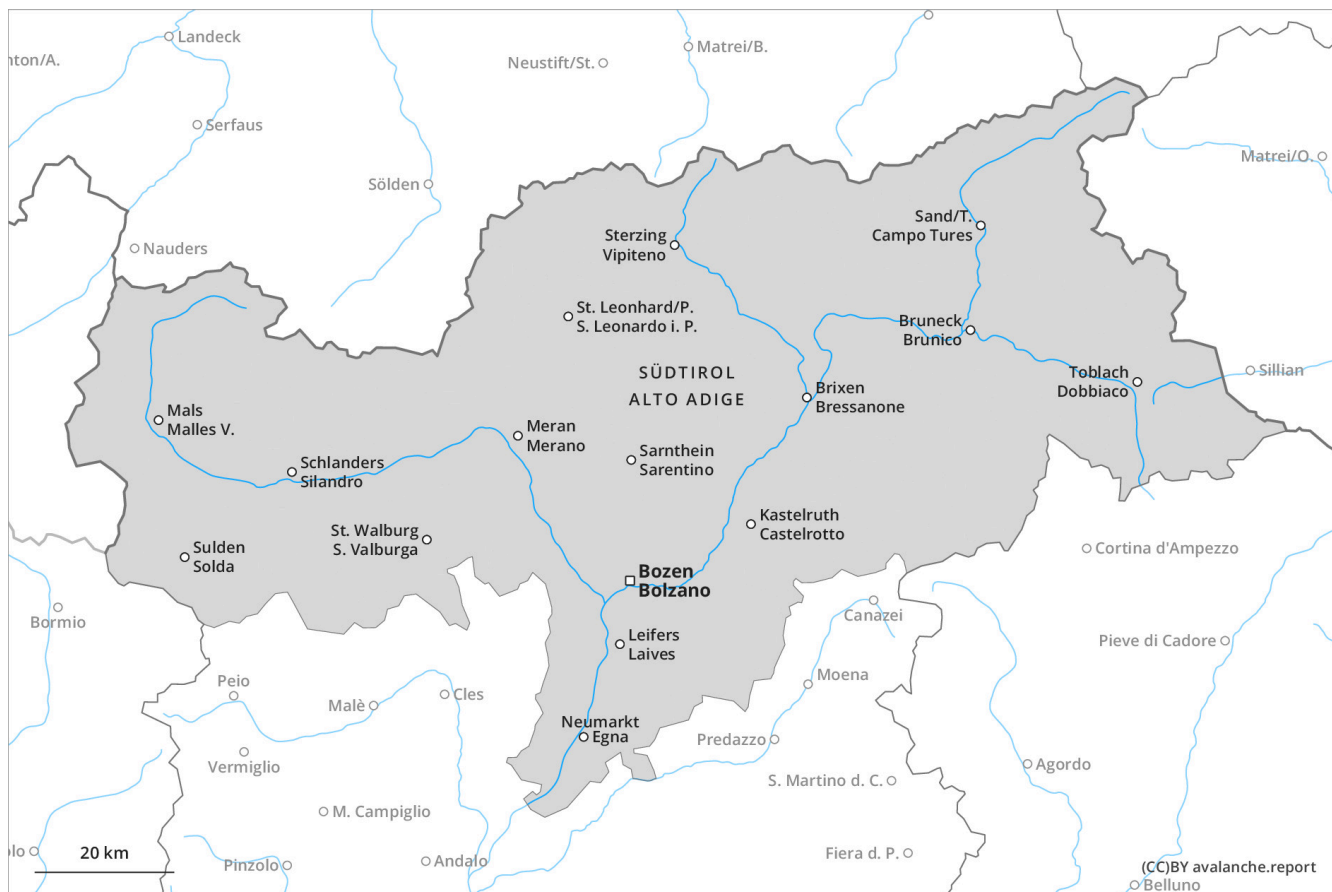 Landeck
nton/A.
Matrei/B.
Neustift/St.
Serfaus
Matrei/O.
Sölden
Sand/T.
Campo Tures
Sterzing
Vipiteno
Nauders
St. Leonhard/P.
S. Leonardo i. P.
Bruneck
Brunico
SÜDTIROL
ALTO ADIGE
Toblach
Dobbiaco
Sillian
Brixen
Bressanone
Mals
Malles V.
Meran
Merano
Schlanders
Silandro
Sarnthein
Sarentino
Kastelruth
Castelrotto
St. Walburg
S. Valburga
Sulden
Solda
Cortina d'Ampezzo
Bozen
Bolzano
Bormio
Canazei
Leifers
Laives
Pieve di Cadore
Peio
Malè
Cles
Moena
Neumarkt
Egna
Predazzo
Vermiglio
Agordo
S. Martino d. C.
M. Campiglio
olo
20 km
Pinzolo
Andalo
Fiera d. P.
(CC)BY avalanche.report
Belluno